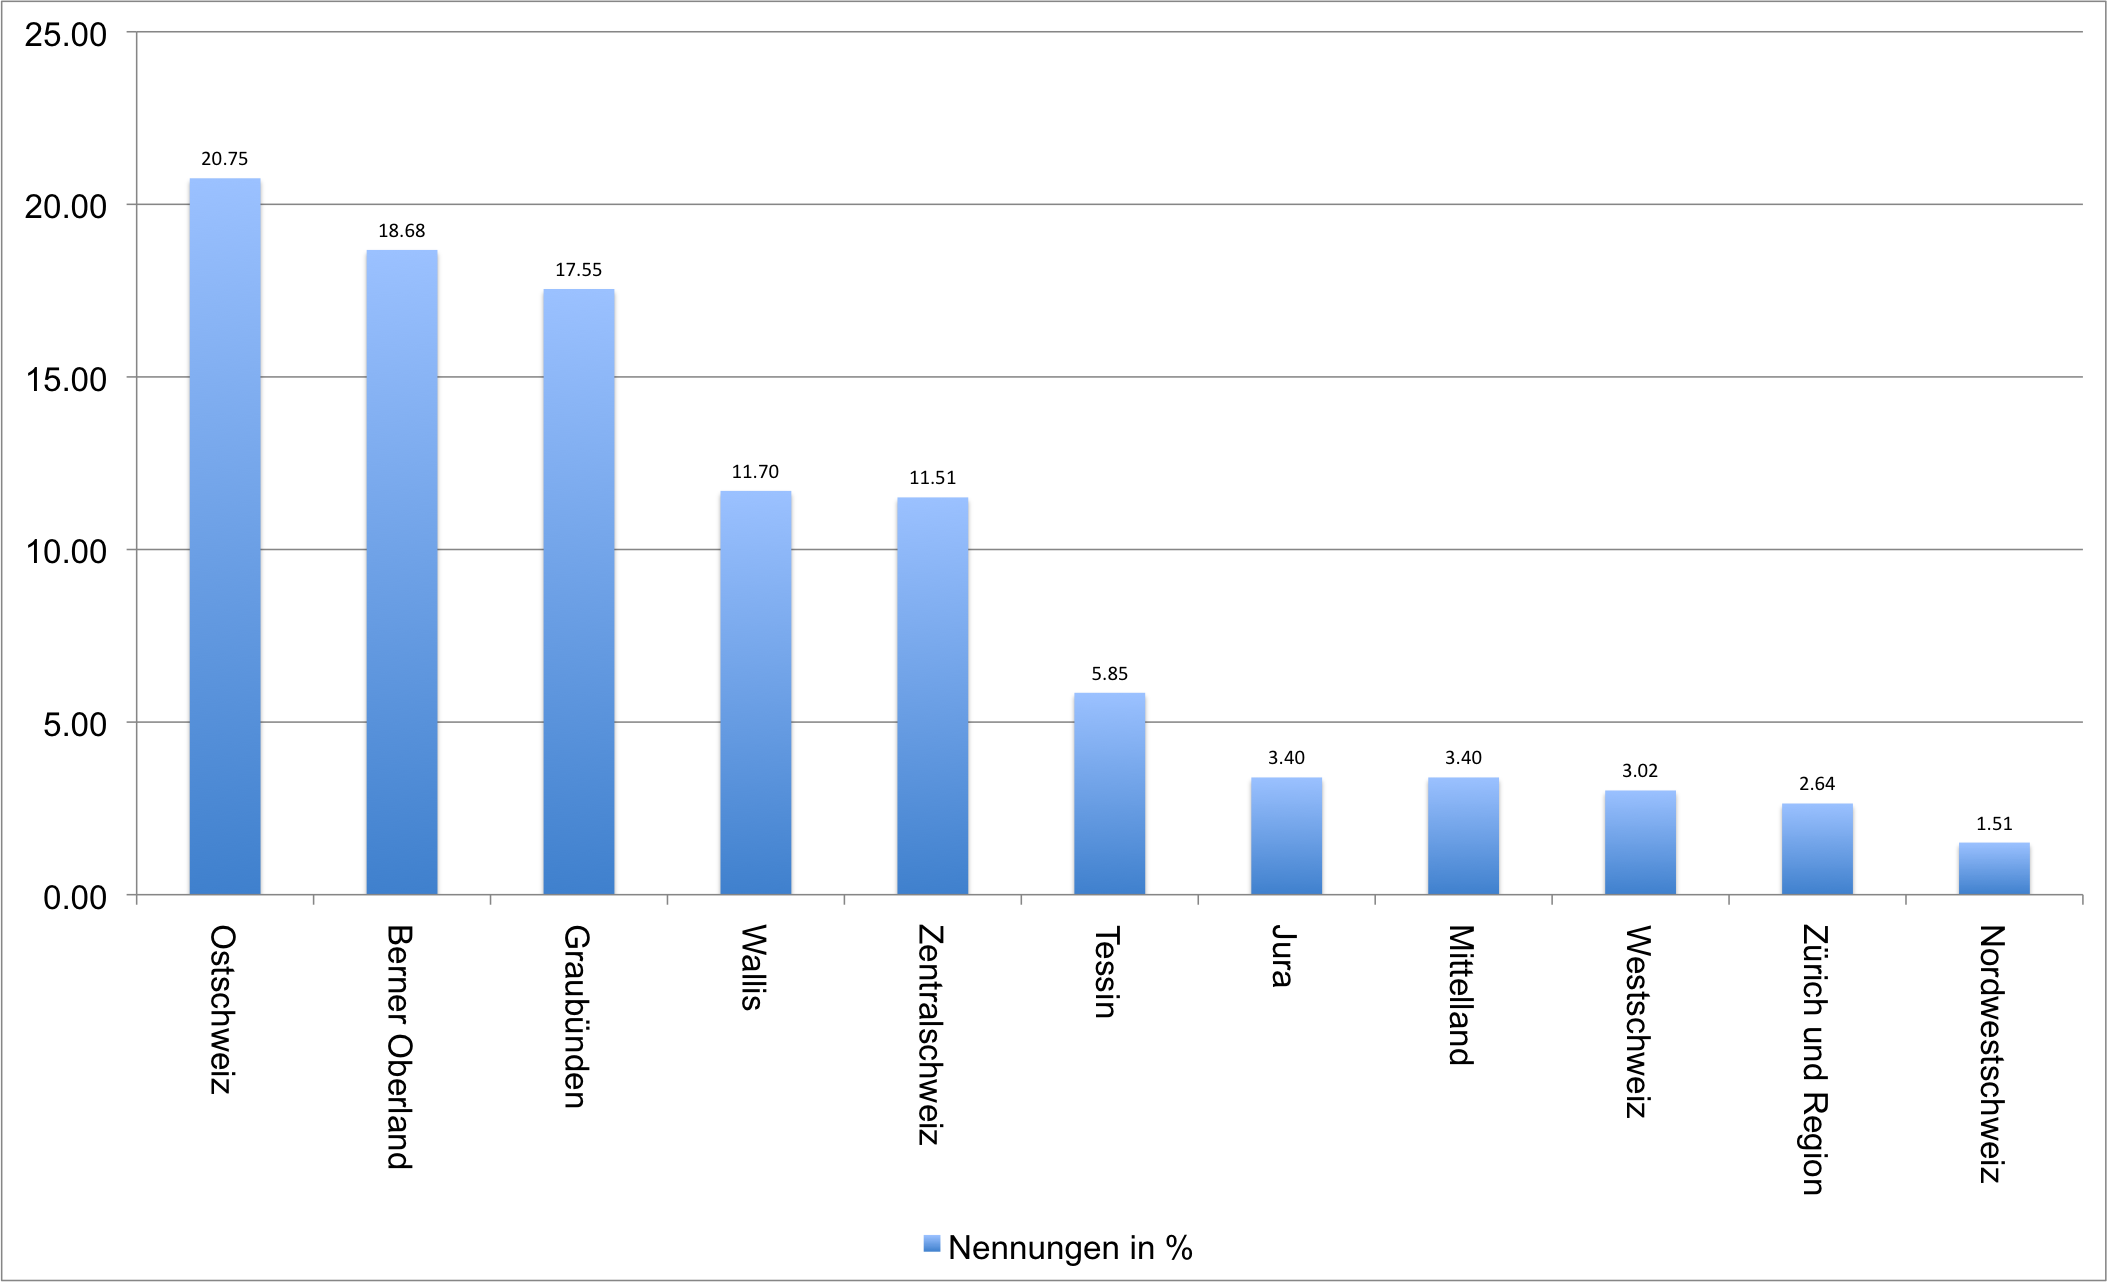 25.00
20.00
15.00
10.00
5.00
0.00
20.75
18.68
17.55
11.70
11.51
5.85
3.40
3.40
3.02
2.64
1.51
Ostschweiz
Berner Oberland
Graubünden
Wallis
Zentralschweiz
Tessin
Jura
Mittelland
Westschweiz
Zürich und Region
Nordwestschweiz
Nennungen in %